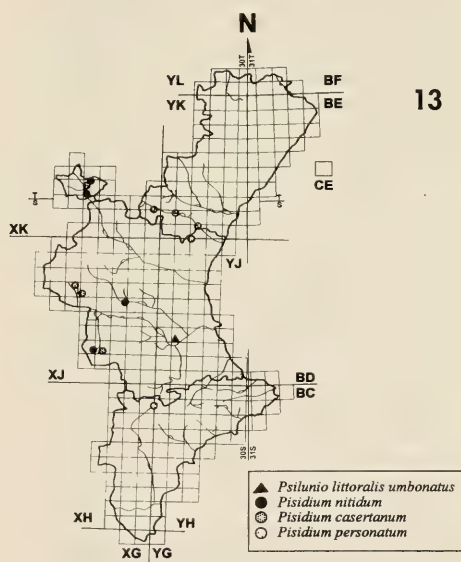 N
30T 31T
YL BF
YK BE
13
CE
T
S
T
S
XK
YJ
XJ BD
BC
30S 31S
Psilunio littoralis umbonatus
Pisidium nitidum
Pisidium casertanum
Pisidium personatum
XH YH
XG YG